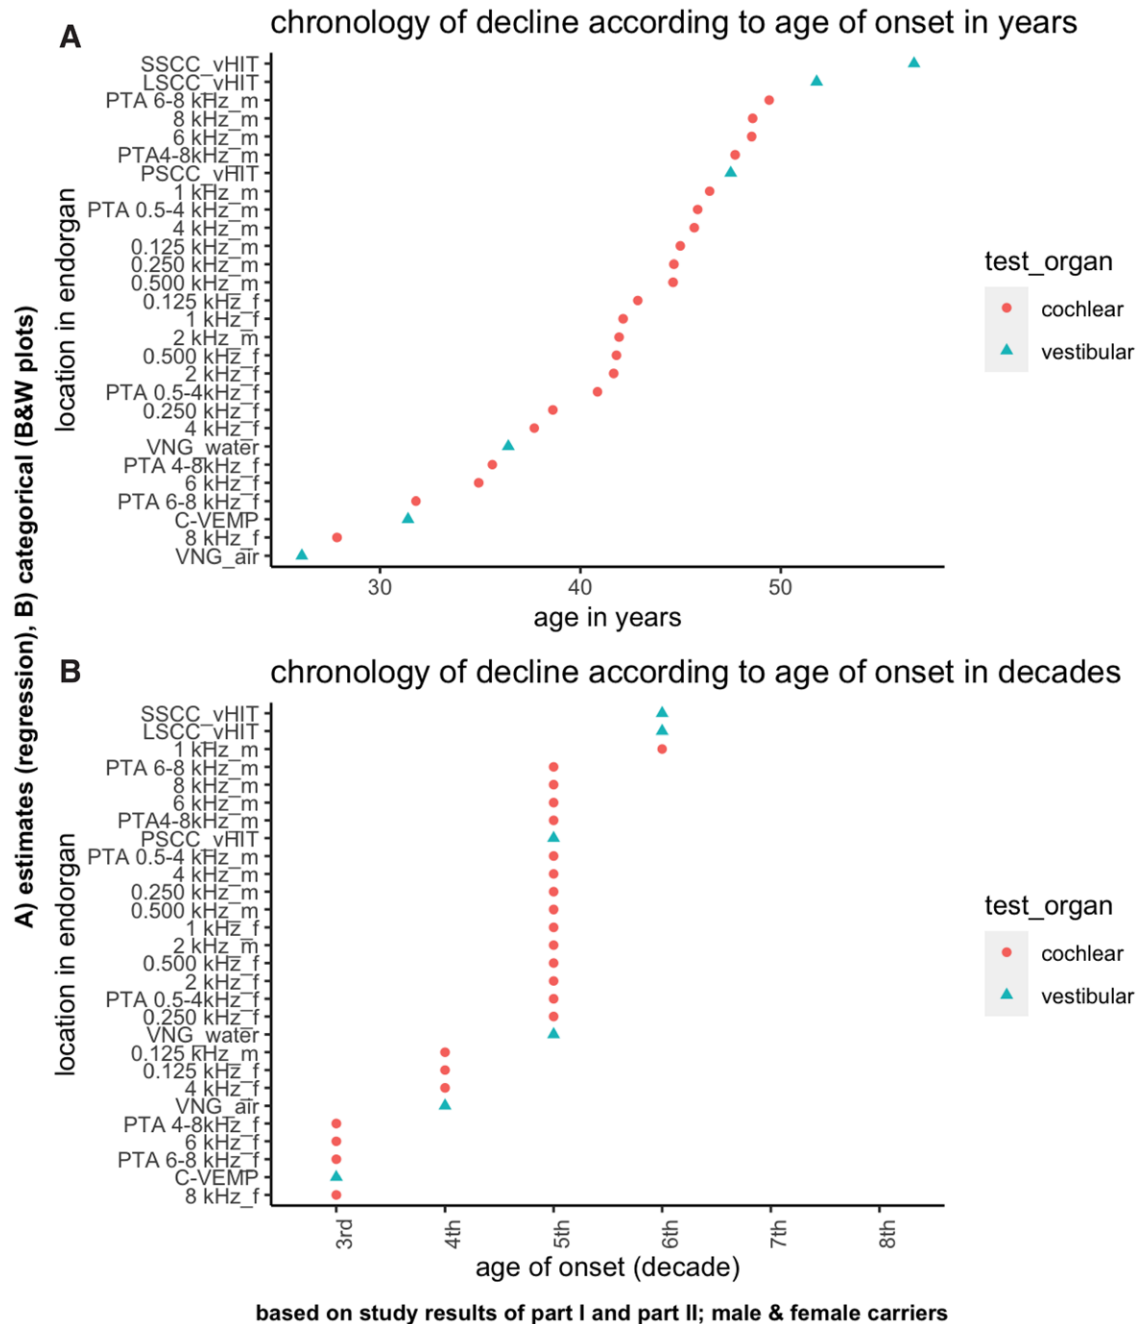 A
chronology of decline according to age of onset in years
SSCC_vHIT
LSCC_vHIT
PTA 6-8 kHz_m
8 kHz_m
6 kHz_m
PTA4-8kHz_m
PSCC_vHIT
1 kHz_m
PTA 0.5-4 kHz_m
4 kHz_m
0.125 kHz_m
0.250 kHz_m
0.500 kHz_m
0.125 kHz_f
1 kHz_f
2 kHz_m
0.500 kHz_f
2 kHz_f
PTA 0.5-4kHz_f
0.250 kHz_f
4 kHz_f
VNG_water
PTA 4-8kHz_f
6 kHz_f
PTA 6-8 kHz_f
C-VEMP
8 kHz_f
VNG_air
location in endorgan
30 40 50
age in years
test_organ
cochlear
vestibular
A) estimates (regression), B) categorical (B&W plots)
B
chronology of decline according to age of onset in decades
SSCC_vHIT
LSCC_vHIT
1 kHz_m
PTA 6-8 kHz_m
8 kHz_m
6 kHz_m
PTA4-8kHz_m
PSCC_vHIT
PTA 0.5-4 kHz_m
4 kHz_m
0.250 kHz_m
0.500 kHz_m
1 kHz_f
2 kHz_m
0.500 kHz_f
2 kHz_f
PTA 0.5-4kHz_f
0.250 kHz_f
VNG_water
0.125 kHz_m
0.125 kHz_f
4 kHz_f
VNG_air
PTA 4-8kHz_f
6 kHz_f
PTA 6-8 kHz_f
C-VEMP
8 kHz_f
location in endorgan
3rd 4th 5th 6th 7th 8th
age of onset (decade)
test_organ
cochlear
vestibular
based on study results of part I and part II; male & female carriers